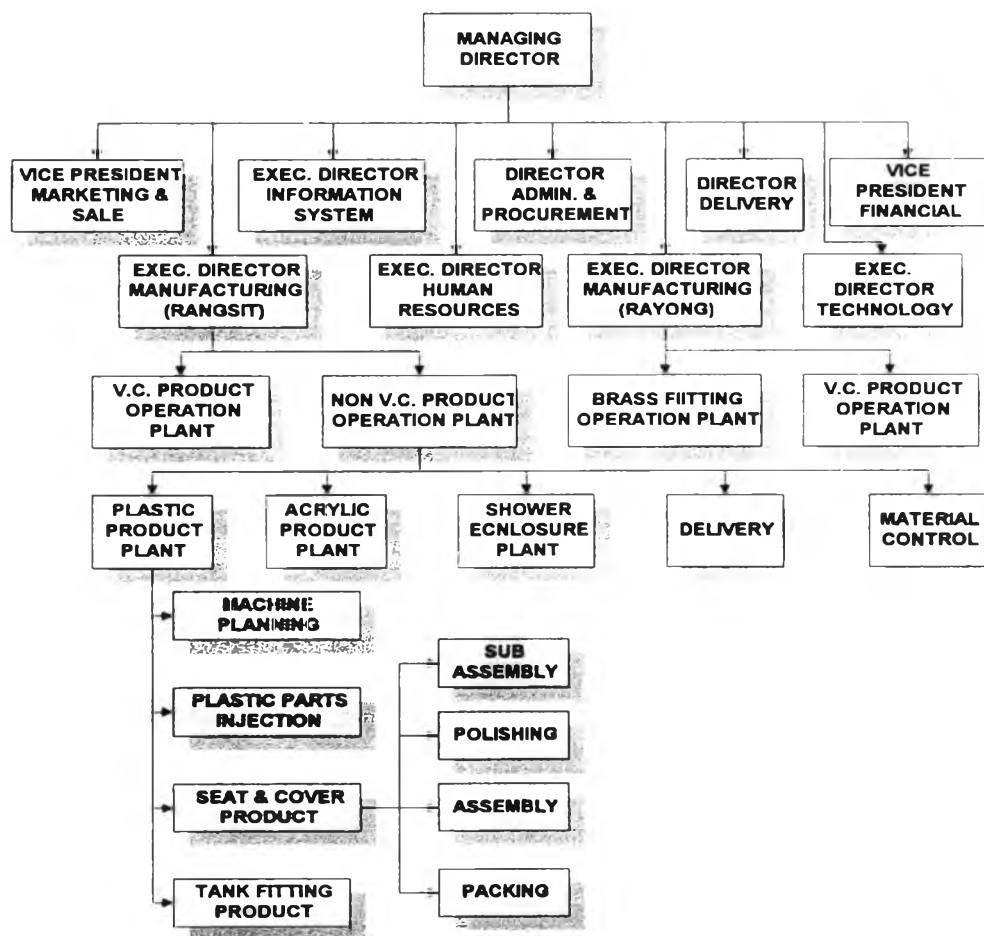 MANAGING
DIRECTOR
VICE PRESIDENT
MARKETING &
SALE
EXEC. DIRECTOR
INFORMATION
SYSTEM
DIRECTOR
ADMIN. &
PROCUREMENT
DIRECTOR
DELIVERY
VICE
PRESIDENT
FINANCIAL
EXEC. DIRECTOR
MANUFACTURING
(RANGSIT)
EXEC. DIRECTOR
HUMAN
RESOURCES
EXEC. DIRECTOR
MANUFACTURING
(RAYONG)
EXEC.
DIRECTOR
TECHNOLOGY
V.C. PRODUCT
OPERATION
PLANT
NON V.C. PRODUCT
OPERATION PLANT
BRASS FIITTING
OPERATION PLANT
V.C. PRODUCT
OPERATION
PLANT
PLASTIC
PRODUCT
PLANT
ACRYLIC
PRODUCT
PLANT
SHOWER
ECNLOSURE
PLANT
DELIVERY
MATERIAL
CONTROL
MACHINE
PLANNING
PLASTIC PARTS
INJECTION
SEAT & COVER
PRODUCT
TANK FITTING
PRODUCT
SUB
ASSEMBLY
POLISHING
ASSEMBLY
PACKING